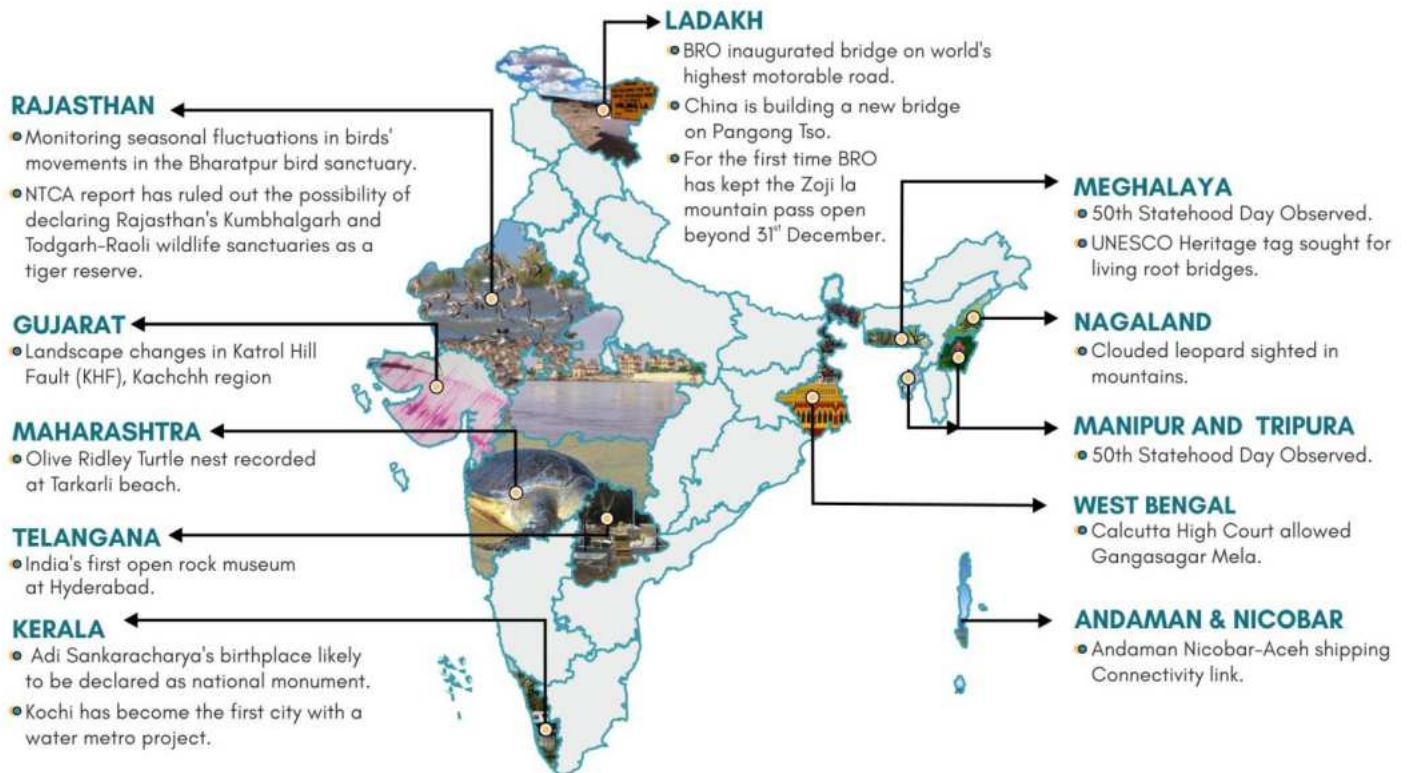 LADAKH
BRO inaugurated bridge on world's
highest motorable road.
China is building a new bridge
on Pangong Tso.
For the first time BRO
has kept the Zoji la
mountain pass open
beyond 31st December.
RAJASTHAN
Monitoring seasonal fluctuations in birds'
movements in the Bharatpur bird sanctuary.
NTCA report has ruled out the possibility of
declaring Rajasthan's Kumbhalgarh and
Todgarh-Raoli wildlife sanctuaries as a
tiger reserve.
GUJARAT
Landscape changes in Katrol Hill
Fault (KHF), Kachchh region
MAHARASHTRA
Olive Ridley Turtle nest recorded
at Tarkarli beach.
TELANGANA
India's first open rock museum
at Hyderabad.
KERALA
Adi Sankaracharya's birthplace likely
to be declared as national monument.
Kochi has become the first city with a
water metro project.
MEGHALAYA
50th Statehood Day Observed.
UNESCO Heritage tag sought for
living root bridges.
NAGALAND
Clouded leopard sighted in
mountains.
MANIPUR AND TRIPURA
50th Statehood Day Observed.
WEST BENGAL
Calcutta High Court allowed
Gangasagar Mela.
ANDAMAN & NICOBAR
Andaman Nicobar-Aceh shipping
Connectivity link.